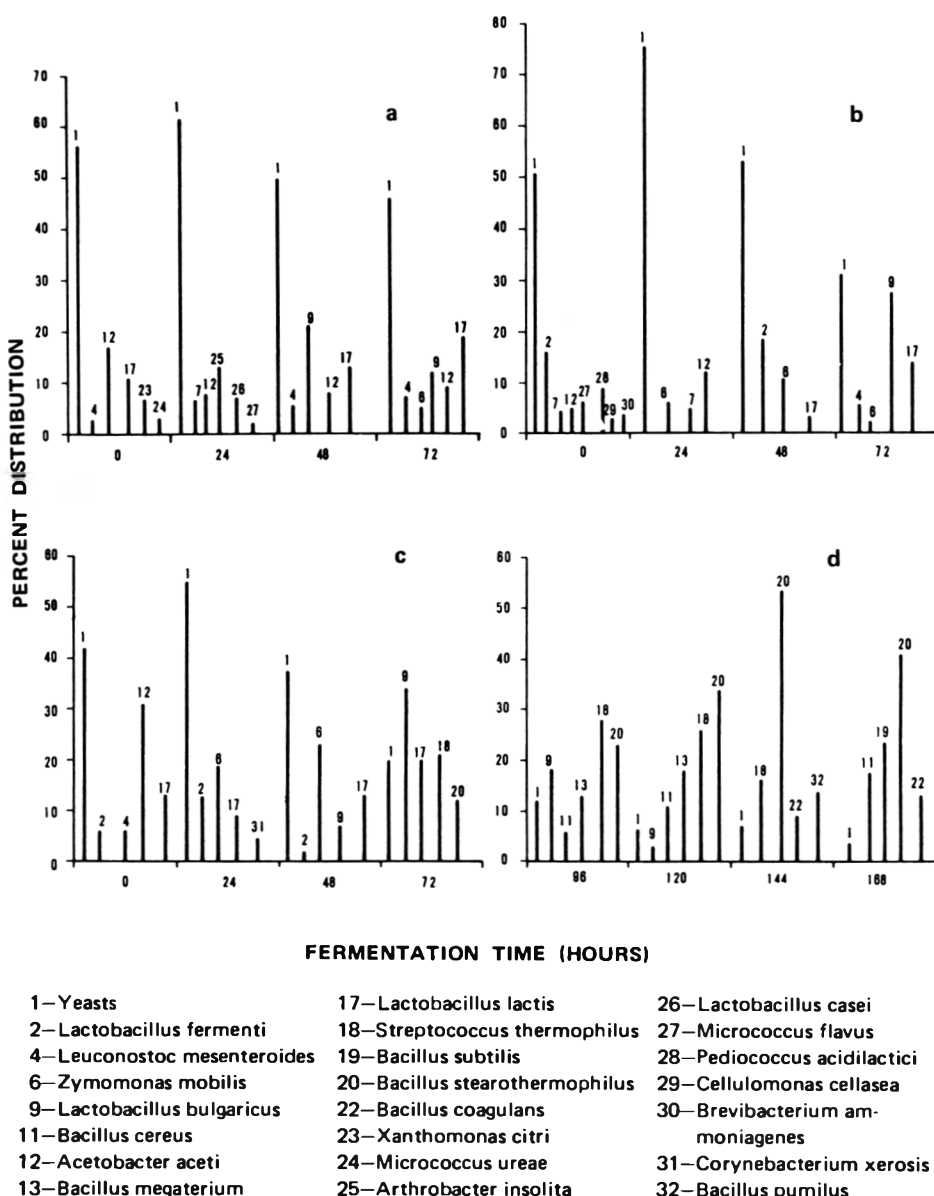 PERCENT DISTRIBUTION
a
70
60
50
40
30
20
10
0
1 4 12 17 23 24
1 7 12 25 26 27
1 4 9 12 17
1 4 6 9 12 17
0 24 48 72
b
80
70
60
50
40
30
20
10
0
1 2 7 12 27 28 29 30
1 6 7 12
1 2 6 17
1 4 6 9 17
0 24 48 72
c
60
50
40
30
20
10
0
1 2 4 12 17
1 2 6 17 31
1 2 6 9 17
1 9 17 18 20
0 24 48 72
d
60
50
40
30
20
10
0
1 9 11 13 18 20
1 9 11 13 18 20
1 18 20 22 32
1 11 19 20 22
96 120 144 168
FERMENTATION TIME (HOURS)
1—Yeasts
2—Lactobacillus fermenti
4—Leuconostoc mesenteroides
6—Zymomonas mobilis
9—Lactobacillus bulgaricus
11—Bacillus cereus
12—Acetobacter aceti
13—Bacillus megaterium
17—Lactobacillus lactis
18—Streptococcus thermophilus
19—Bacillus subtilis
20—Bacillus stearothermophilus
22—Bacillus coagulans
23—Xanthomonas citri
24—Micrococcus ureae
25—Arthrobacter insolita
26—Lactobacillus casei
27—Micrococcus flavus
28—Pediococcus acidilactici
29—Cellulomonas cellasea
30—Brevibacterium am-
moniagenes
31—Corynebacterium xerosis
32—Bacillus pumilus